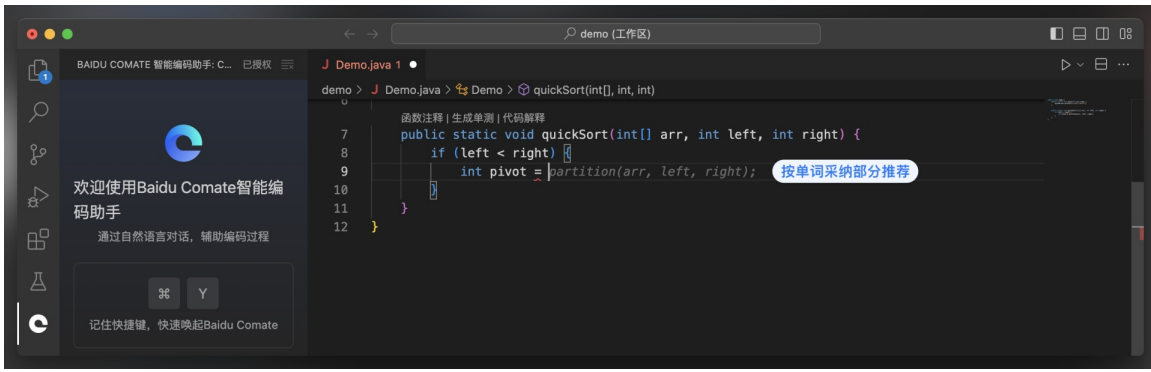 demo (工作区)
BAIDU COMATE 智能编码助手: C... 已授权
J Demo.java 1
demo > J Demo.java > Demo > quickSort(int[], int, int)
1
欢迎使用Baidu Comate智能编
码助手
通过自然语言对话，辅助编码过程
⌘ Y
记住快捷键，快速唤起Baidu Comate
函数注释 | 生成单测 | 代码解释
7 public static void quickSort(int[] arr, int left, int right) {
8 if (left < right) {
9 int pivot = partition(arr, left, right); 按单词采纳部分推荐
10 }
11 }
12 }